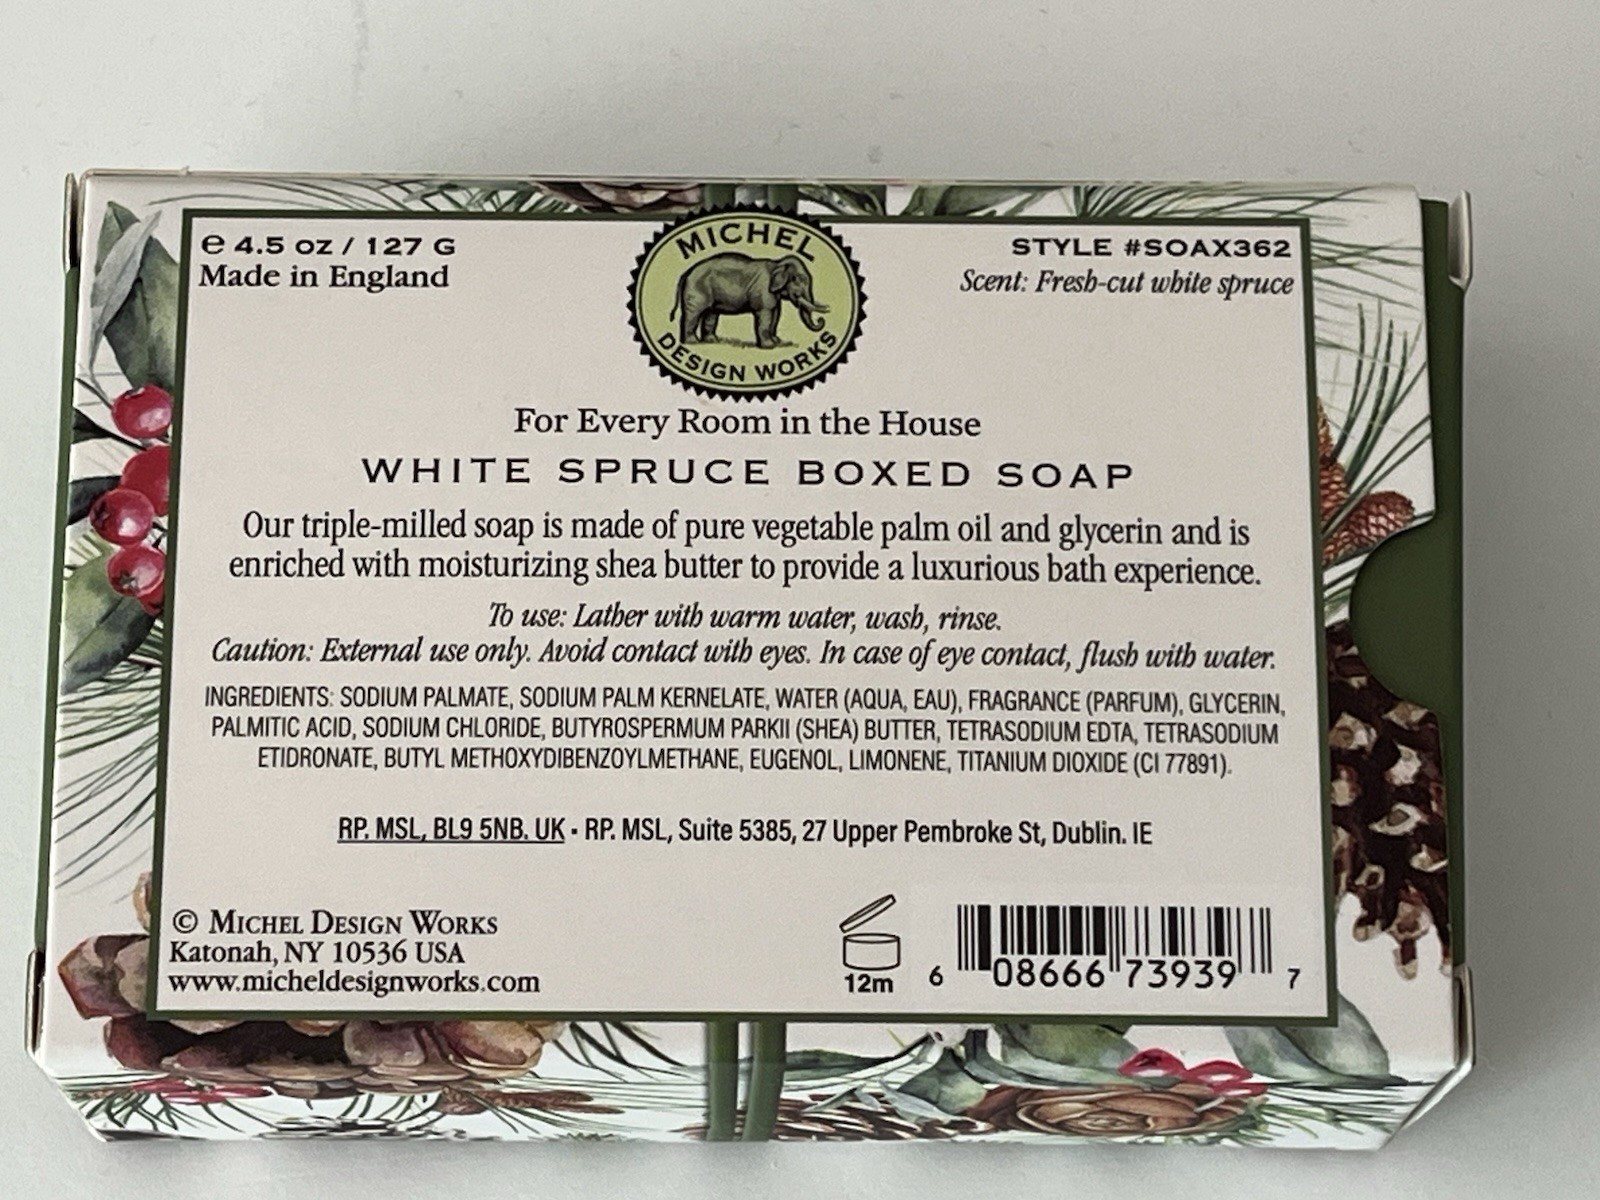 ℮ 4.5 OZ / 127 G
Made in England
MICHEL
DESIGN WORKS
STYLE #SOAX362
Scent: Fresh-cut white spruce
For Every Room in the House
WHITE SPRUCE BOXED SOAP
Our triple-milled soap is made of pure vegetable palm oil and glycerin and is
enriched with moisturizing shea butter to provide a luxurious bath experience.
To use: Lather with warm water, wash, rinse.
Caution: External use only. Avoid contact with eyes. In case of eye contact, flush with water.
INGREDIENTS: SODIUM PALMATE, SODIUM PALM KERNELATE, WATER (AQUA, EAU), FRAGRANCE (PARFUM), GLYCERIN,
PALMITIC ACID, SODIUM CHLORIDE, BUTYROSPERMUM PARKII (SHEA) BUTTER, TETRASODIUM EDTA, TETRASODIUM
ETIDRONATE, BUTYL METHOXYDIBENZOYLMETHANE, EUGENOL, LIMONENE, TITANIUM DIOXIDE (CI 77891).
RP. MSL, BL9 5NB. UK • RP. MSL, Suite 5385, 27 Upper Pembroke St, Dublin. IE
© MICHEL DESIGN WORKS
Katonah, NY 10536 USA
www.micheldesignworks.com
12m
6 08666 73939 7